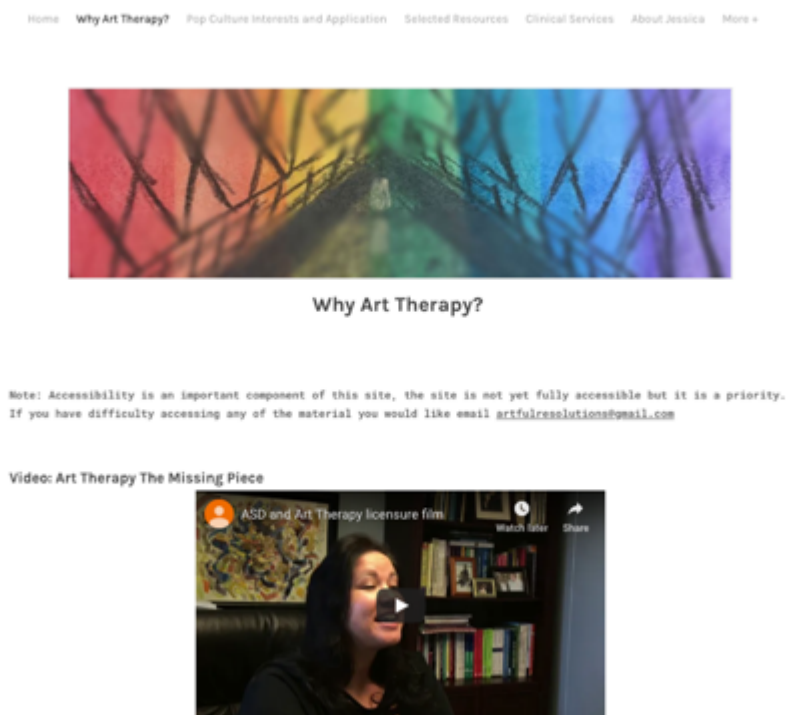 Home Why Art Therapy? Pop Culture Interests and Application Selected Resources Clinical Services About Jessica More »
Why Art Therapy?
Note: Accessibility is an important component of this site, the site is not yet fully accessible but it is a priority.
If you have difficulty accessing any of the material you would like email artfulresolutions@gmail.com
Video: Art Therapy The Missing Piece
ASD and Art Therapy licensure film
Watch later Share